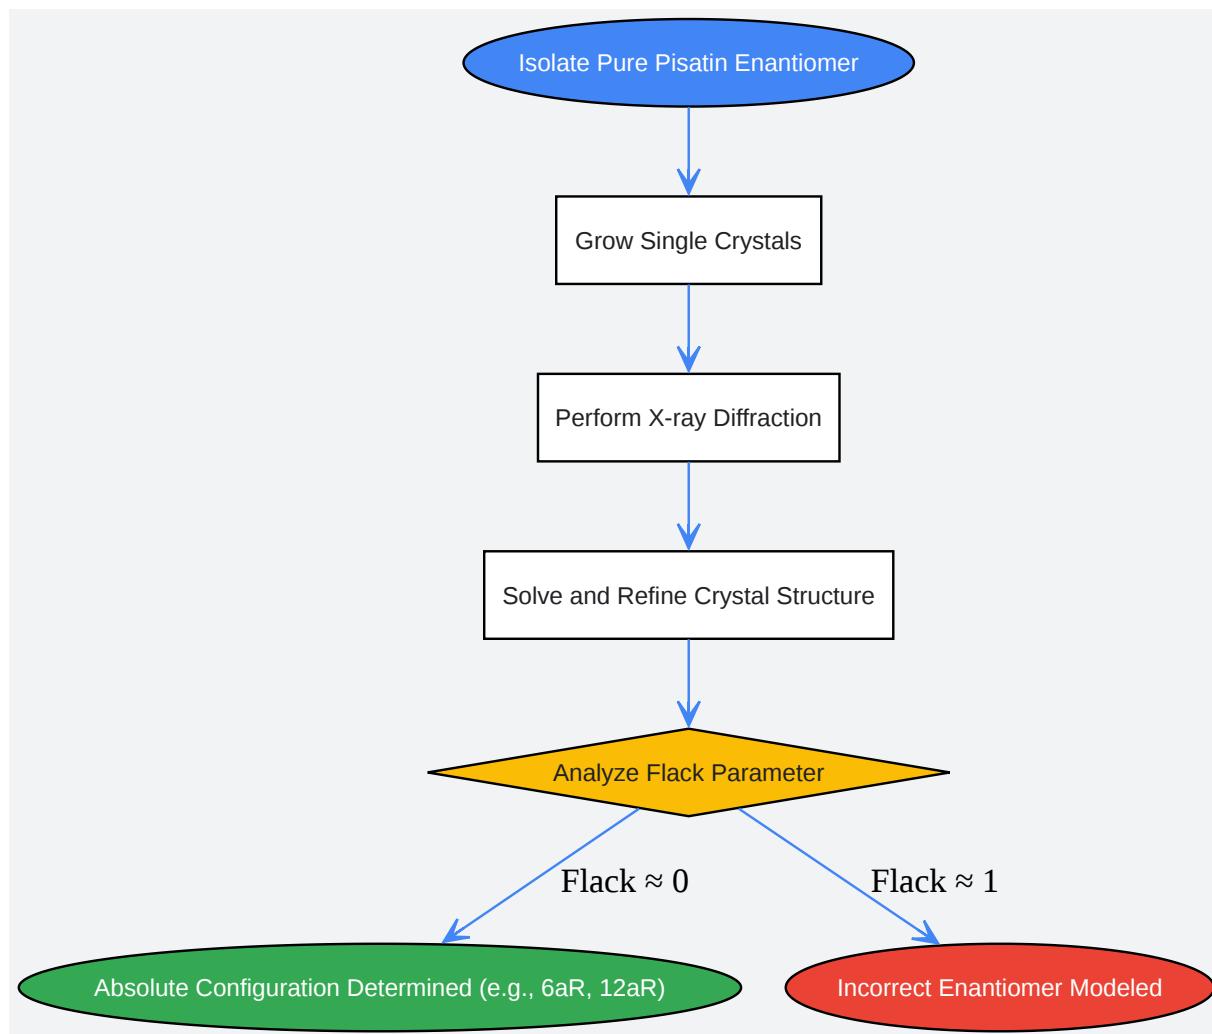 Isolate Pure Pisatin Enantiomer
Grow Single Crystals
Perform X-ray Diffraction
Solve and Refine Crystal Structure
Analyze Flack Parameter
Flack ≈ 0
Flack ≈ 1
Absolute Configuration Determined (e.g., 6aR, 12aR)
Incorrect Enantiomer Modeled